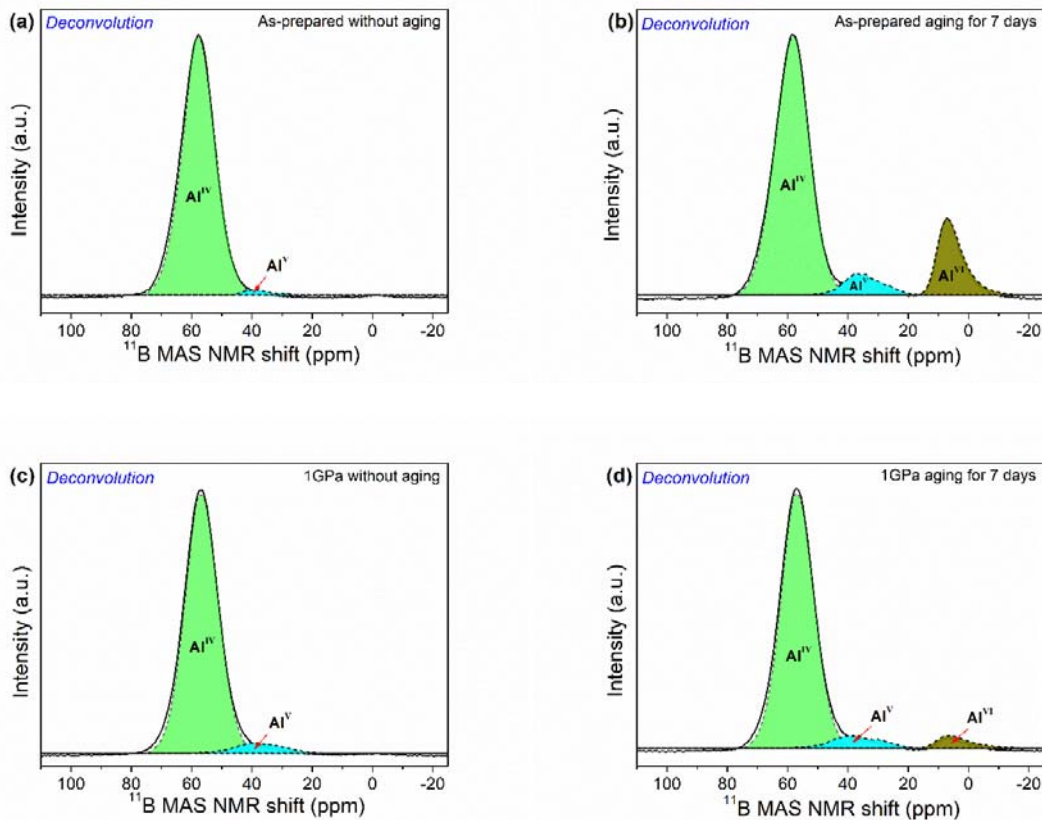 (a) Deconvolution As-prepared without aging
Intensity (a.u.)
Al^IV
Al^V
100 80 60 40 20 0 -20
^11B MAS NMR shift (ppm)
(b) Deconvolution As-prepared aging for 7 days
Intensity (a.u.)
Al^IV
Al^V
Al^VI
100 80 60 40 20 0 -20
^11B MAS NMR shift (ppm)
(c) Deconvolution 1GPa without aging
Intensity (a.u.)
Al^IV
Al^V
100 80 60 40 20 0 -20
^11B MAS NMR shift (ppm)
(d) Deconvolution 1GPa aging for 7 days
Intensity (a.u.)
Al^IV
Al^V
Al^VI
100 80 60 40 20 0 -20
^11B MAS NMR shift (ppm)